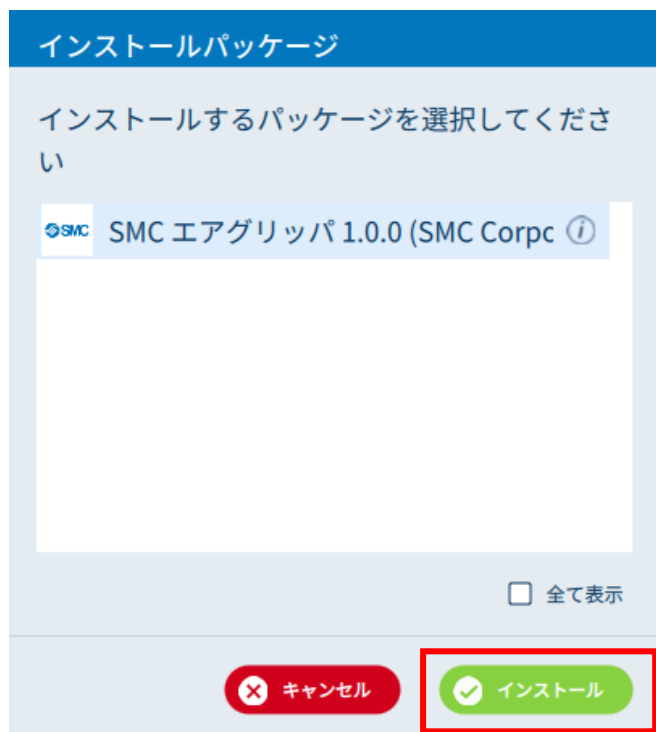 インストールパッケージ
インストールするパッケージを選択してくださ
い
SMC SMC エアグリッパ 1.0.0 (SMC Corpc i
全て表示
キャンセル インストール